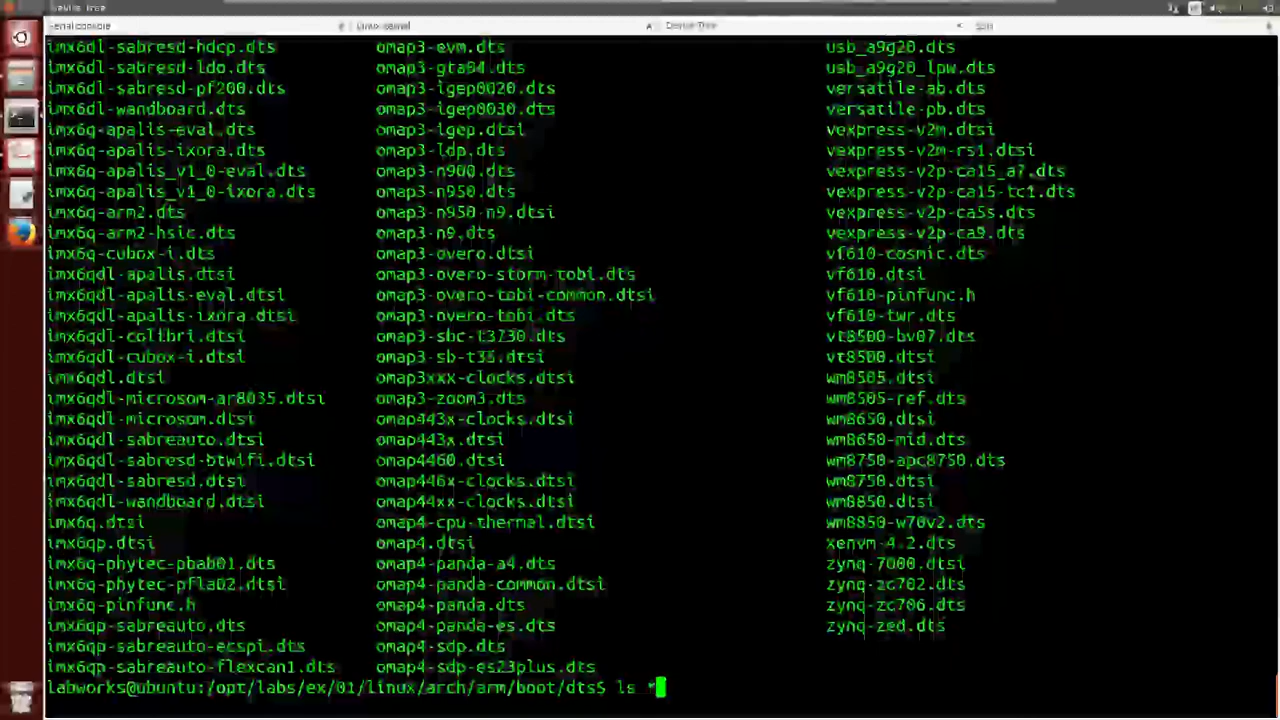 Serial console Linux kernel Device Tree
imx6dl-sabresd-hdcp.dts omap3-evm.dts usb_a9g20.dts
imx6dl-sabresd-ldo.dts omap3-gta04.dts usb_a9g20_lpw.dts
imx6dl-sabresd-pf200.dts omap3-igep0020.dts versatile-ab.dts
imx6dl-wandboard.dts omap3-igep0030.dts versatile-pb.dts
imx6q-apalis-eval.dts omap3-igep.dtsi vexpress-v2m.dtsi
imx6q-apalis-ixora.dts omap3-ldp.dts vexpress-v2m-rs1.dtsi
imx6q-apalis_v1_0-eval.dts omap3-n900.dts vexpress-v2p-ca15_a7.dts
imx6q-apalis_v1_0-ixora.dts omap3-n950.dts vexpress-v2p-ca15-tc1.dts
imx6q-arm2.dts omap3-n950-n9.dtsi vexpress-v2p-ca5s.dts
imx6q-arm2-hsic.dts omap3-n9.dts vexpress-v2p-ca9.dts
imx6q-cubox-i.dts omap3-overo.dtsi vf610-cosmic.dts
imx6qdl-apalis.dtsi omap3-overo-storm-tobi.dts vf610.dtsi
imx6qdl-apalis-eval.dtsi omap3-overo-tobi-common.dtsi vf610-pinfunc.h
imx6qdl-apalis-ixora.dtsi omap3-overo-tobi.dts vf610-twr.dts
imx6qdl-colibri.dtsi omap3-sbc-t3730.dts vt8500-bv07.dts
imx6qdl-cubox-i.dtsi omap3-sb-t35.dtsi vt8500.dtsi
imx6qdl.dtsi omap3xxx-clocks.dtsi wm8505.dtsi
imx6qdl-microsom-ar8035.dtsi omap3-zoom3.dts wm8505-ref.dts
imx6qdl-microsom.dtsi omap443x-clocks.dtsi wm8650.dtsi
imx6qdl-sabreauto.dtsi omap443x.dtsi wm8650-mid.dts
imx6qdl-sabresd-btwifi.dtsi omap4460.dtsi wm8750-apc8750.dts
imx6qdl-sabresd.dtsi omap446x-clocks.dtsi wm8750.dtsi
imx6qdl-wandboard.dtsi omap44xx-clocks.dtsi wm8850.dtsi
imx6q.dtsi omap4-cpu-thermal.dtsi wm8850-w70v2.dts
imx6qp.dtsi omap4.dtsi xenvm-4.2.dts
imx6q-phytec-pbab01.dts omap4-panda-a4.dts zynq-7000.dtsi
imx6q-phytec-pfla02.dtsi omap4-panda-common.dtsi zynq-zc702.dts
imx6q-pinfunc.h omap4-panda.dts zynq-zc706.dts
imx6qp-sabreauto.dts omap4-panda-es.dts zynq-zed.dts
imx6qp-sabreauto-ecspi.dts omap4-sdp.dts
imx6qp-sabreauto-flexcan1.dts omap4-sdp-es23plus.dts
labworks@ubuntu:/opt/labs/ex/01/linux/arch/arm/boot/dts$ ls *